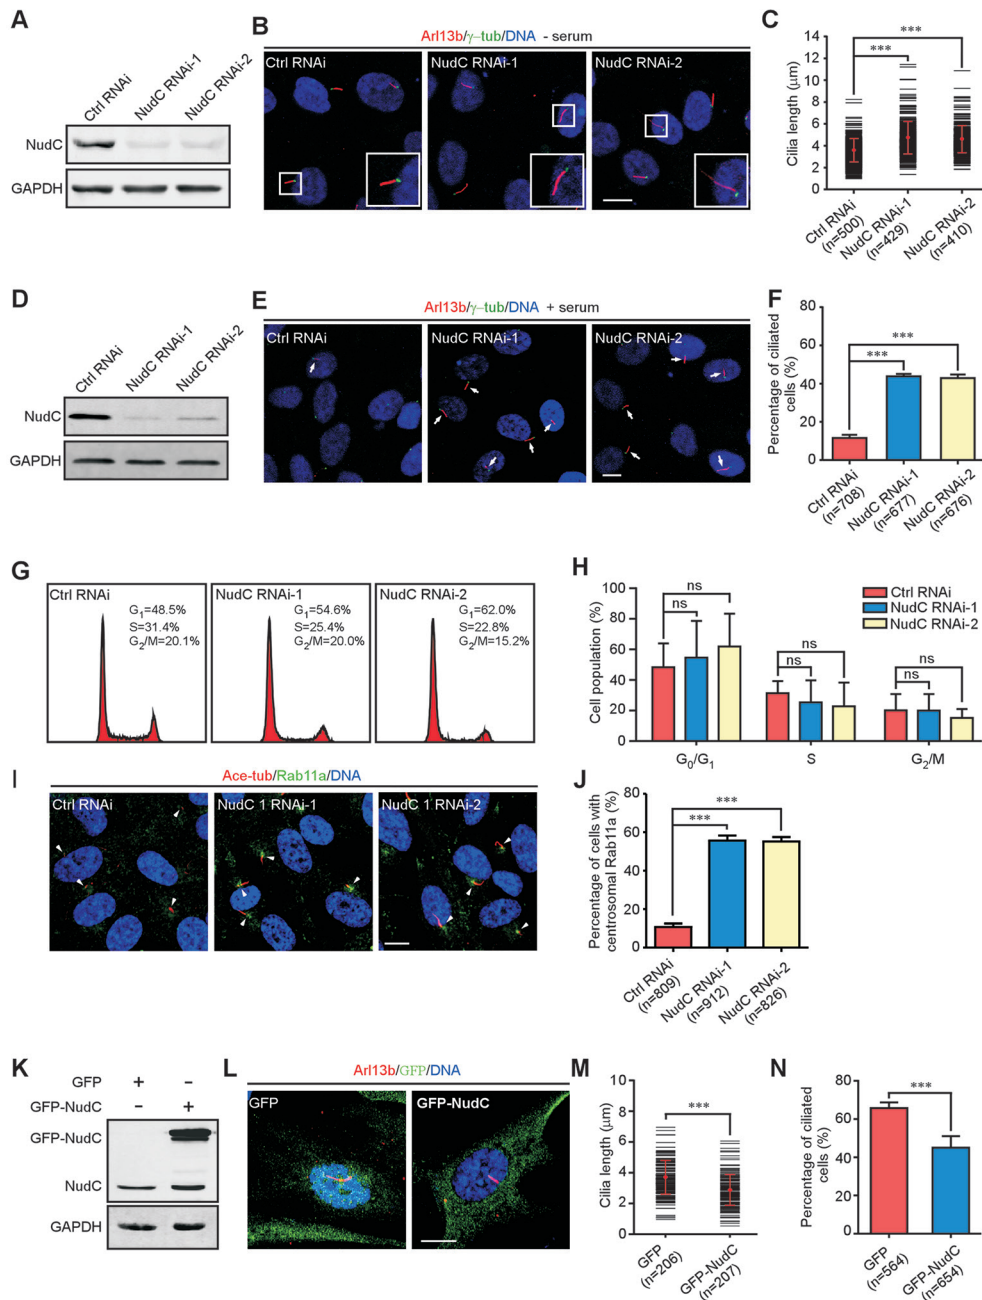 A
Ctrl RNAi
NudC RNAi-1
NudC RNAi-2
NudC
GAPDH
B
Arl13b/γ-tub/DNA - serum
Ctrl RNAi
NudC RNAi-1
NudC RNAi-2
C
***
***
Cilia length (μm)
14
12
10
8
6
4
2
0
Ctrl RNAi
(n=500)
NudC RNAi-1
(n=429)
NudC RNAi-2
(n=410)
D
Ctrl RNAi
NudC RNAi-1
NudC RNAi-2
NudC
GAPDH
E
Arl13b/γ-tub/DNA + serum
Ctrl RNAi
NudC RNAi-1
NudC RNAi-2
F
***
***
Percentage of ciliated
cells (%)
80
60
40
20
0
Ctrl RNAi
(n=708)
NudC RNAi-1
(n=677)
NudC RNAi-2
(n=676)
G
Ctrl RNAi
G1=48.5%
S=31.4%
G2/M=20.1%
NudC RNAi-1
G1=54.6%
S=25.4%
G2/M=20.0%
NudC RNAi-2
G1=62.0%
S=22.8%
G2/M=15.2%
H
Cell population (%)
100
80
60
40
20
0
ns
ns
ns
ns
ns
ns
Ctrl RNAi
NudC RNAi-1
NudC RNAi-2
G0/G1
S
G2/M
I
Ace-tub/Rab11a/DNA
Ctrl RNAi
NudC 1 RNAi-1
NudC 1 RNAi-2
J
***
***
Percentage of cells with
centrosomal Rab11a (%)
80
60
40
20
0
Ctrl RNAi
(n=809)
NudC RNAi-1
(n=912)
NudC RNAi-2
(n=826)
K
GFP + -
GFP-NudC - +
GFP-NudC
NudC
GAPDH
L
Arl13b/GFP/DNA
GFP
GFP-NudC
M
***
Cilia length (μm)
10
8
6
4
2
0
GFP
(n=206)
GFP-NudC
(n=207)
N
***
Percentage of ciliated
cells (%)
80
60
40
20
0
GFP
(n=564)
GFP-NudC
(n=654)